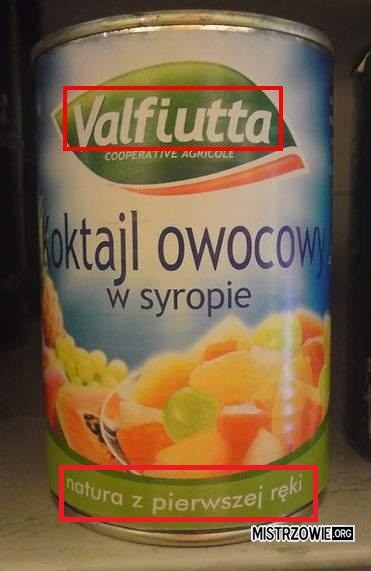 Valfiutta
COOPERATIVE AGRICOLE
Koktajl owocowy
w syropie
natura z pierwszej ręki
MISTRZOWIE.ORG